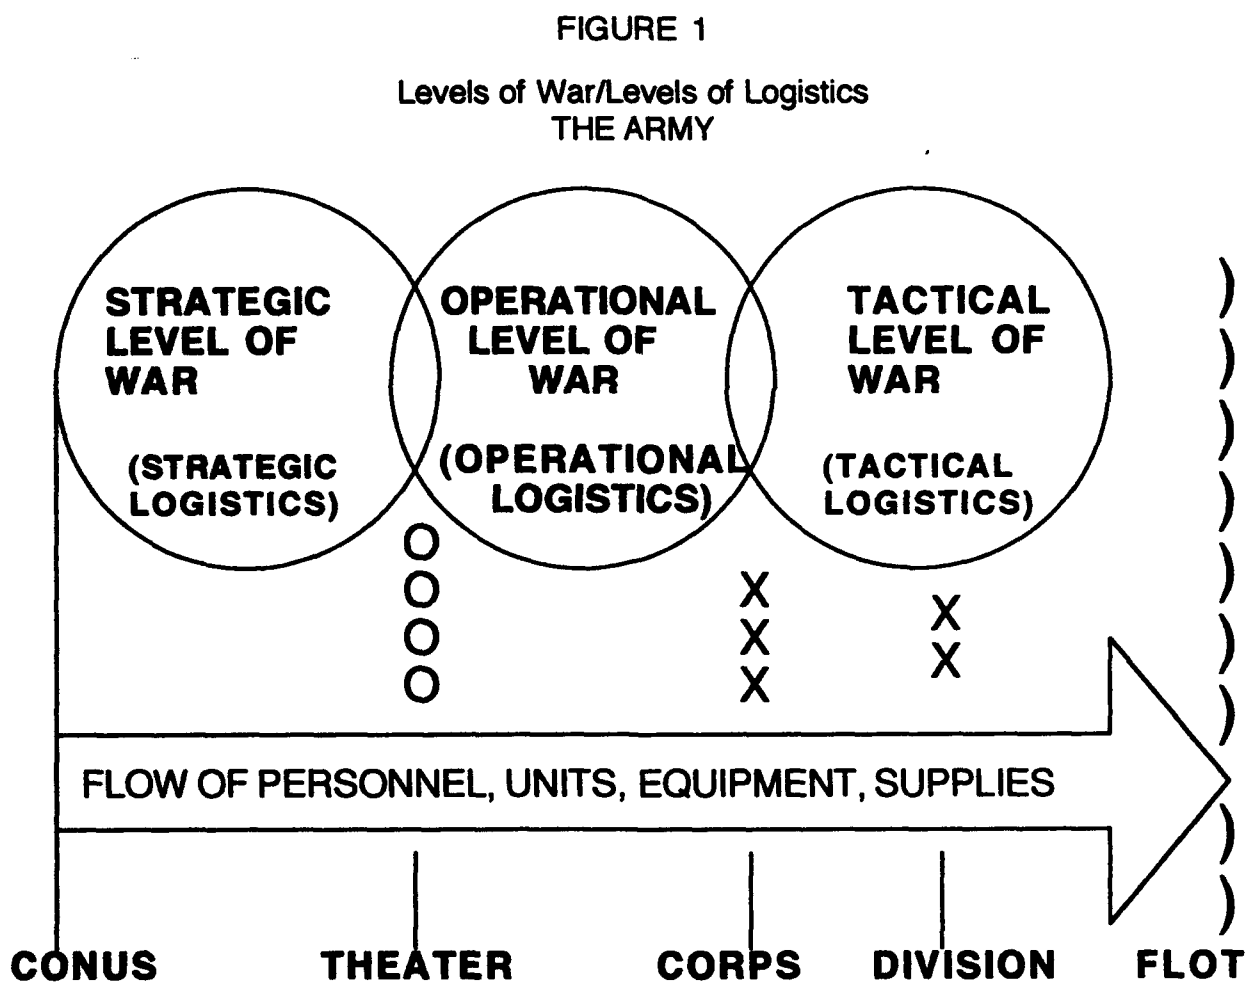 FIGURE 1
Levels of War/Levels of Logistics
THE ARMY
STRATEGIC
LEVEL OF
WAR
(STRATEGIC
LOGISTICS)
OPERATIONAL
LEVEL OF
WAR
(OPERATIONAL
LOGISTICS)
TACTICAL
LEVEL OF
WAR
(TACTICAL
LOGISTICS)
O
O
O
O
X
X
X
X
X
)
)
)
)
)
)
)
)
)
FLOW OF PERSONNEL, UNITS, EQUIPMENT, SUPPLIES
CONUS THEATER CORPS DIVISION FLOT